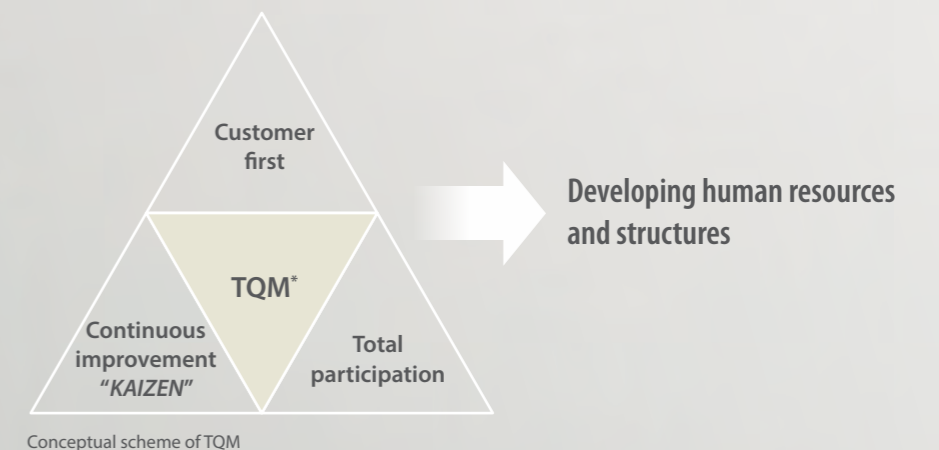 Customer
first
TQM*
Continuous
improvement
“KAIZEN”
Total
participation
Developing human resources
and structures
Conceptual scheme of TQM